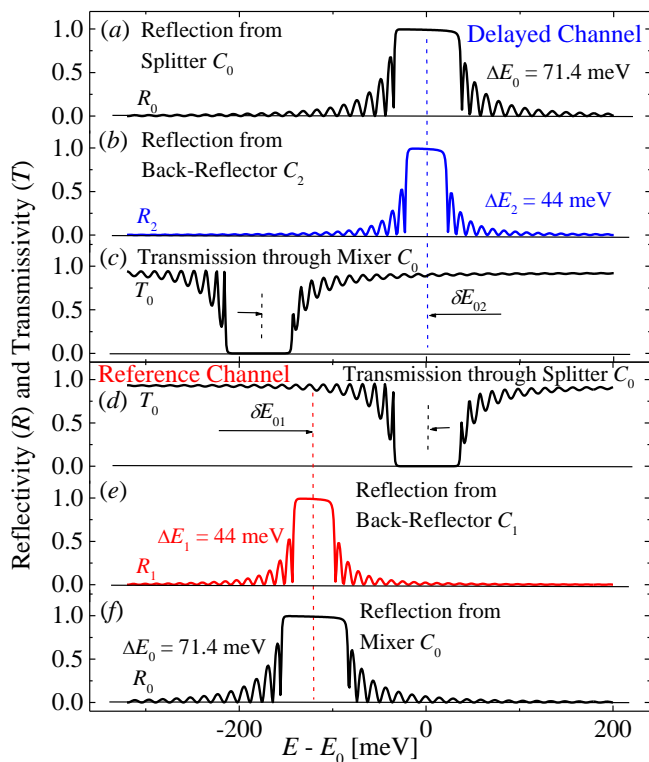 Reflectivity (R) and Transmissivity (T)
1.0
0.5
0.0
(a) Reflection from
Splitter C₀
Delayed Channel
ΔE₀ = 71.4 meV
R₀
1.0
0.5
0.0
(b) Reflection from
Back-Reflector C₂
ΔE₂ = 44 meV
R₂
1.0
0.5
0.0
(c) Transmission through Mixer C₀
T₀
δE₀₂
1.0
0.5
0.0
Reference Channel
Transmission through Splitter C₀
(d) T₀
δE₀₁
1.0
0.5
0.0
(e)
Reflection from
Back-Reflector C₁
ΔE₁ = 44 meV
R₁
1.0
0.5
0.0
(f)
Reflection from
Mixer C₀
ΔE₀ = 71.4 meV
R₀
-200 0 200
E - E₀ [meV]